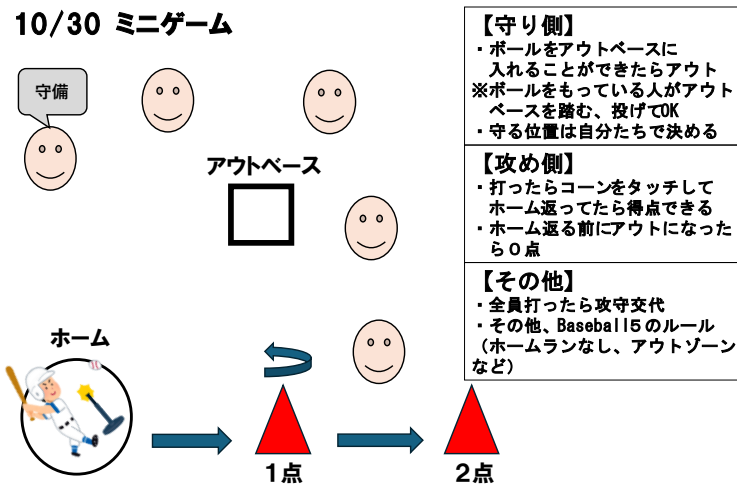 10/30 ミニゲーム
守備
アウトベース
ホーム
1点
2点
【守り側】
・ボールをアウトベースに
入れることができたらアウト
※ボールをもっている人がアウト
ベースを踏む、投げてOK
・守る位置は自分たちで決める
【攻め側】
・打ったらコーンをタッチして
ホーム返ってたら得点できる
・ホーム返る前にアウトになった
ら０点
【その他】
・全員打ったら攻守交代
・その他、Baseball５のルール
（ホームランなし、アウトゾーン
など）